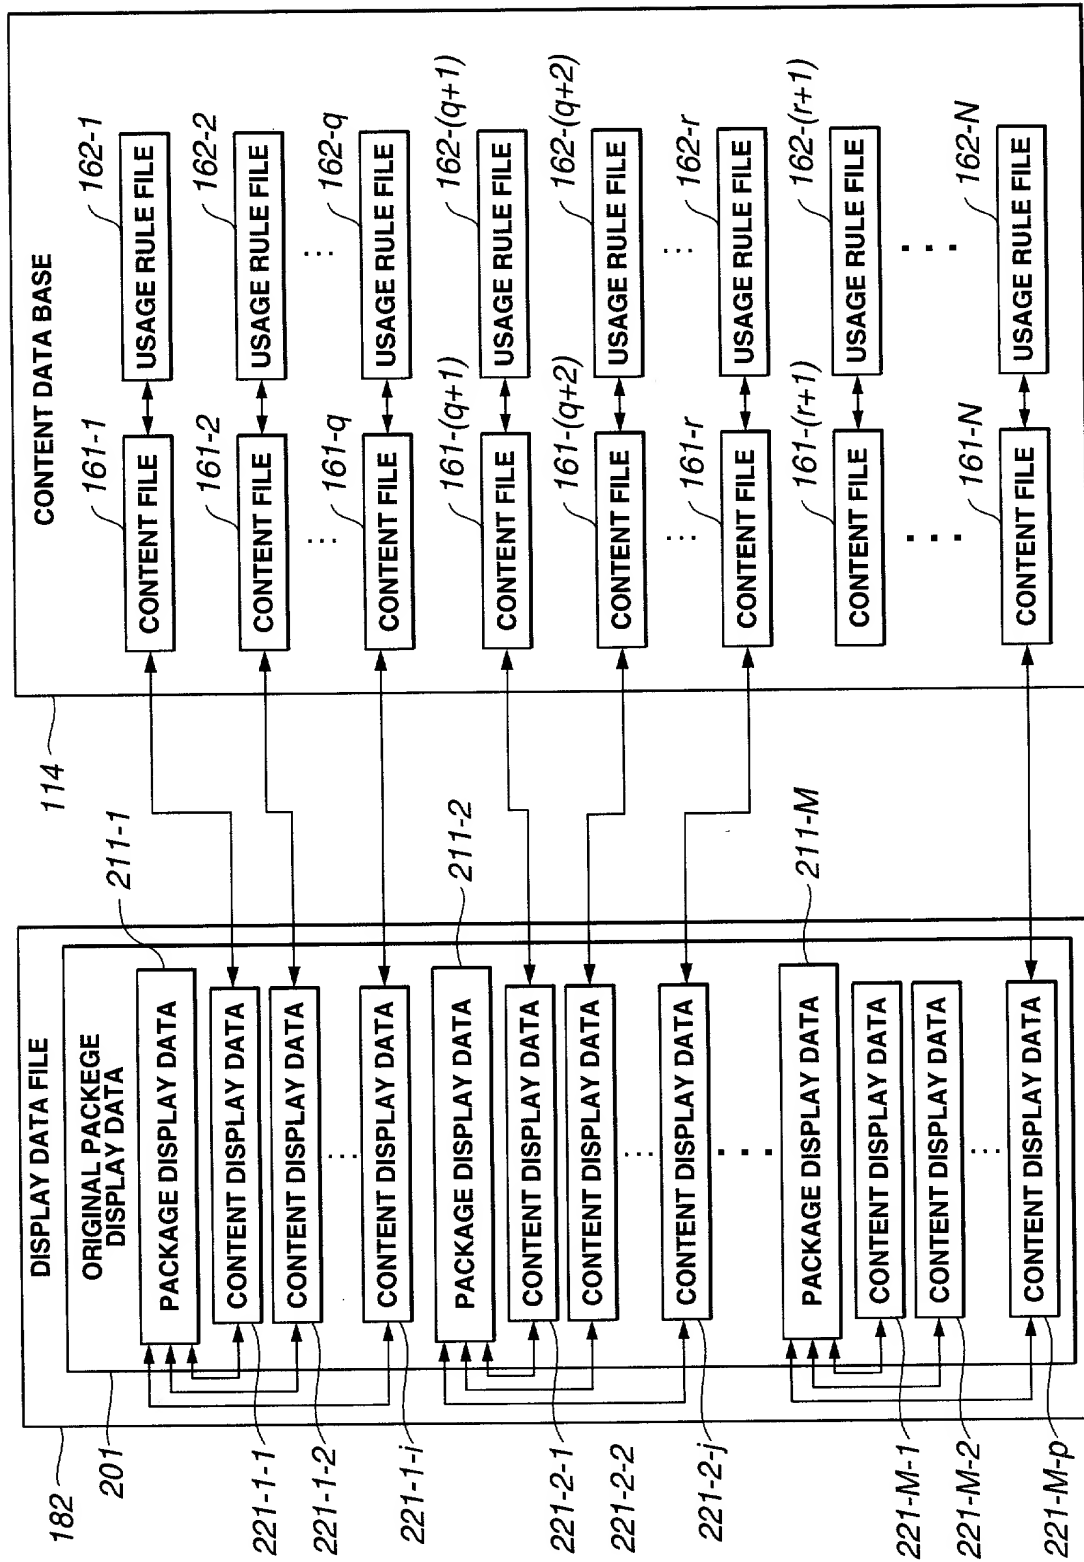 DISPLAY DATA FILE
182
ORIGINAL PACKEGE
DISPLAY DATA
201
PACKAGE DISPLAY DATA
211-1
CONTENT DISPLAY DATA
221-1-1
CONTENT DISPLAY DATA
221-1-2
...
CONTENT DISPLAY DATA
221-1-i
PACKAGE DISPLAY DATA
211-2
CONTENT DISPLAY DATA
221-2-1
CONTENT DISPLAY DATA
221-2-2
...
CONTENT DISPLAY DATA
221-2-j
...
PACKAGE DISPLAY DATA
211-M
CONTENT DISPLAY DATA
221-M-1
CONTENT DISPLAY DATA
221-M-2
...
CONTENT DISPLAY DATA
221-M-p
114
CONTENT DATA BASE
CONTENT FILE
161-1
USAGE RULE FILE
162-1
CONTENT FILE
161-2
USAGE RULE FILE
162-2
... ...
CONTENT FILE
161-q
USAGE RULE FILE
162-q
CONTENT FILE
161-(q+1)
USAGE RULE FILE
162-(q+1)
CONTENT FILE
161-(q+2)
USAGE RULE FILE
162-(q+2)
... ...
CONTENT FILE
161-r
USAGE RULE FILE
162-r
CONTENT FILE
161-(r+1)
USAGE RULE FILE
162-(r+1)
... ...
CONTENT FILE
161-N
USAGE RULE FILE
162-N